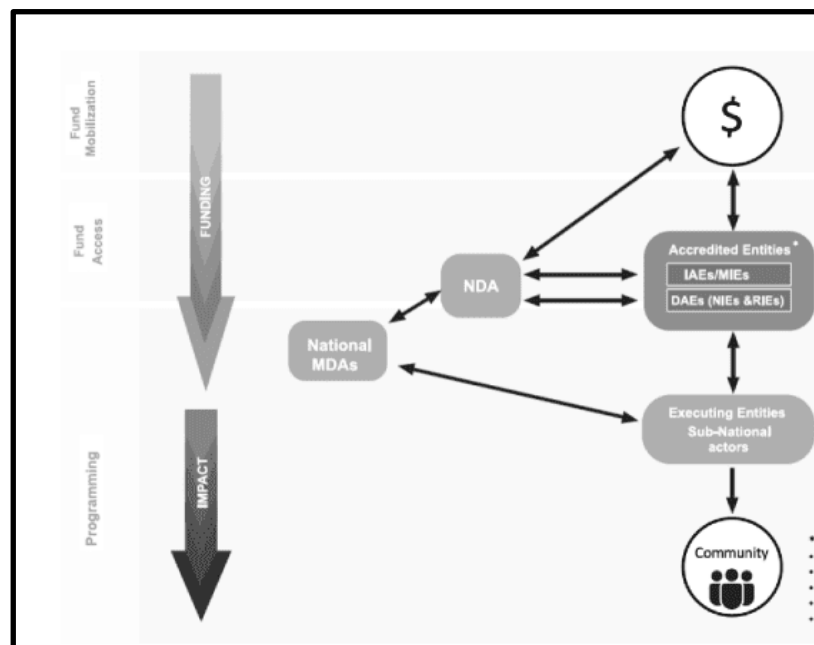 Fund
Mobilization
$
Fund
Access
FUNDING
Accredited Entities*
IAEs/MIEs
DAEs (NIEs &RIEs)
NDA
National
MDAs
Executing Entities
Sub-National
actors
Programming
IMPACT
Community